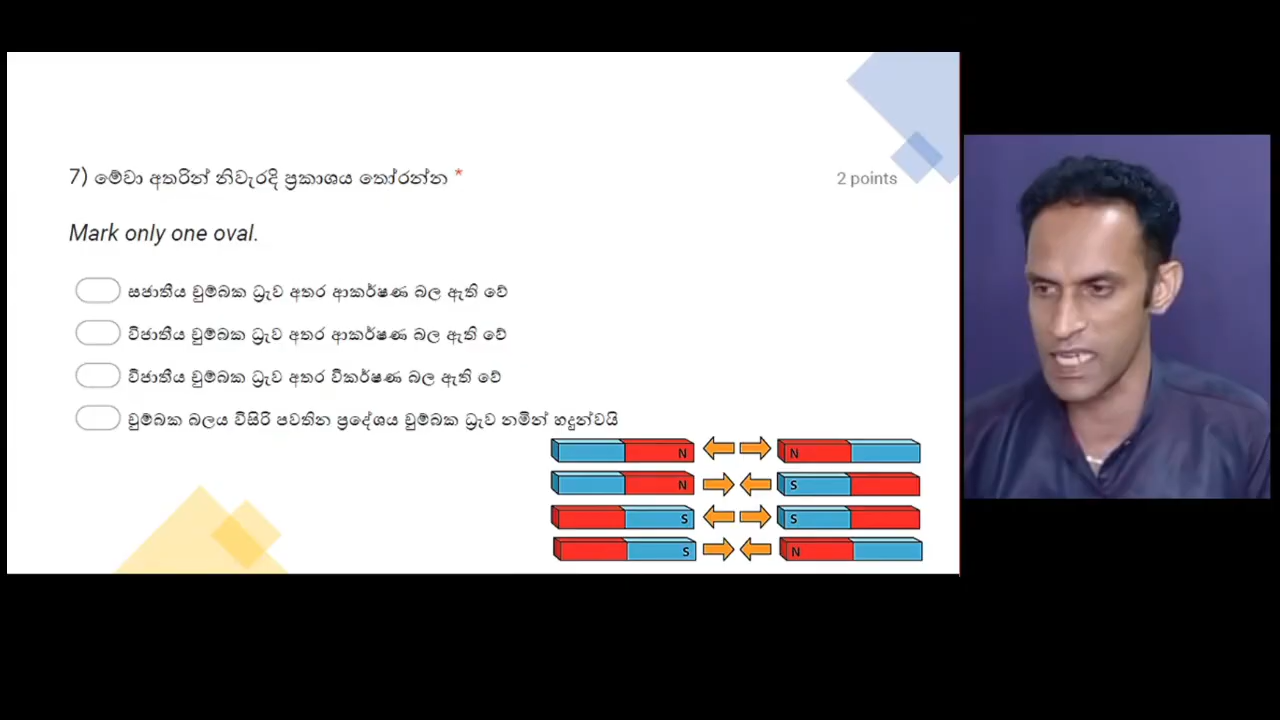 7) මේවා අතරින් නිවැරදි ප්‍රකාශය තෝරන්න *
2 points
Mark only one oval.
සජාතීය චුම්බක ධ්‍රැව අතර ආකර්ෂණ බල ඇති වේ
විජාතීය චුම්බක ධ්‍රැව අතර ආකර්ෂණ බල ඇති වේ
විජාතීය චුම්බක ධ්‍රැව අතර විකර්ෂණ බල ඇති වේ
චුම්බක බලය විසිරී පවතින ප්‍රදේශය චුම්බක ධ්‍රැව නමින් හදුන්වයි
N N
N S
S S
S N